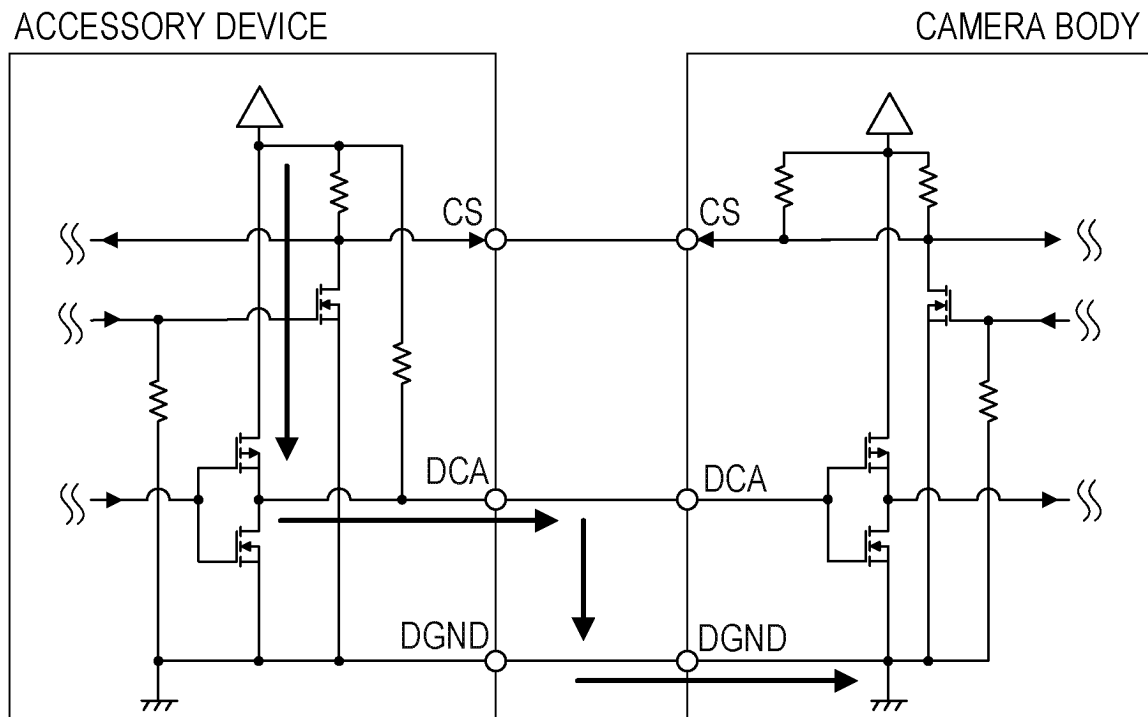 ACCESSORY DEVICE
CAMERA BODY
CS
CS
DCA
DCA
DGND
DGND